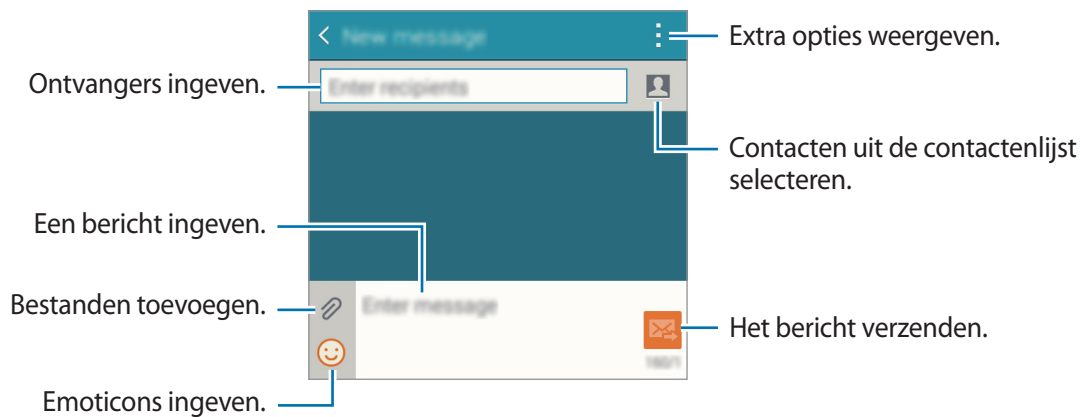 New message
Extra opties weergeven.
Ontvangers ingeven.
Enter recipients
Contacten uit de contactenlijst
selecteren.
Een bericht ingeven.
Bestanden toevoegen.
Enter message
Het bericht verzenden.
160/1
Emoticons ingeven.